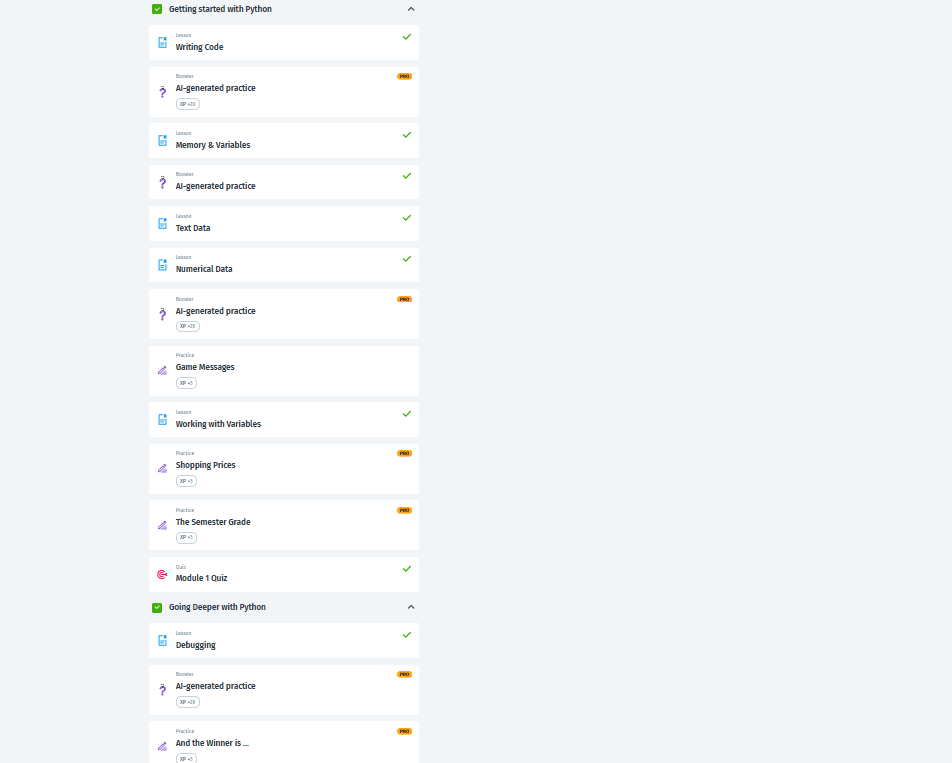 Getting started with Python
Lesson
Writing Code
Booster
PRO
AI-generated practice
XP +20
Lesson
Memory & Variables
Booster
AI-generated practice
Lesson
Text Data
Lesson
Numerical Data
Booster
PRO
AI-generated practice
XP +20
Practice
Game Messages
XP +5
Lesson
Working with Variables
Practice
PRO
Shopping Prices
XP +5
Practice
PRO
The Semester Grade
XP +5
Quiz
Module 1 Quiz
Going Deeper with Python
Lesson
Debugging
Booster
PRO
AI-generated practice
XP +20
Practice
PRO
And the Winner is ...
XP +5